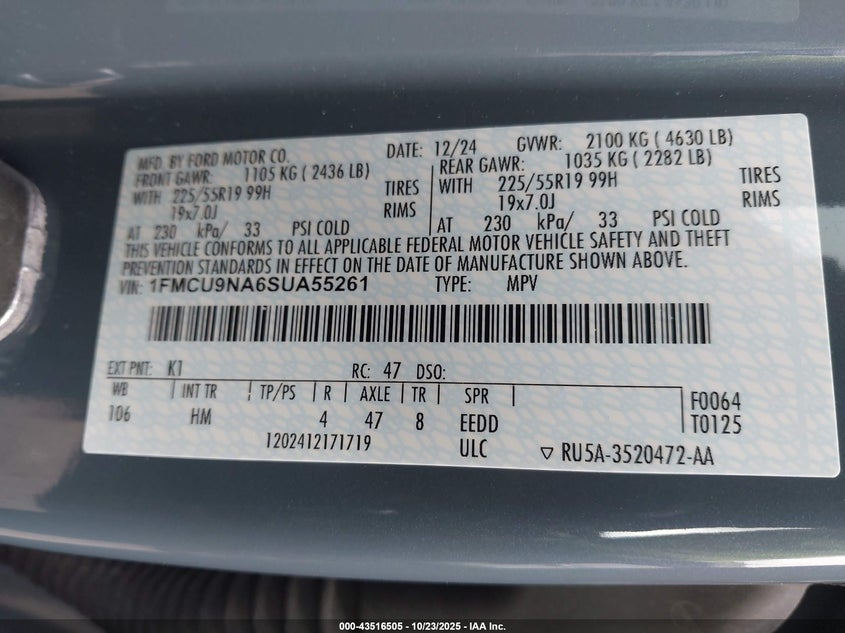 MFD. BY FORD MOTOR CO. DATE: 12/24 GVWR: 2100 KG ( 4630 LB)
FRONT GAWR: 1105 KG ( 2436 LB) REAR GAWR: 1035 KG ( 2282 LB)
WITH 225/55R19 99H TIRES WITH 225/55R19 99H TIRES
19x7.0J RIMS 19x7.0J RIMS
AT 230 kPa/ 33 PSI COLD AT 230 kPa/ 33 PSI COLD
THIS VEHICLE CONFORMS TO ALL APPLICABLE FEDERAL MOTOR VEHICLE SAFETY AND THEFT
PREVENTION STANDARDS IN EFFECT ON THE DATE OF MANUFACTURE SHOWN ABOVE.
VIN: 1FMCU9NA6SUA55261 TYPE: MPV
EXT PNT: K1 RC: 47 DSO:
WB | INT TR | TP/PS | R | AXLE | TR | SPR | F0064
106 HM 4 47 8 EEDD T0125
1202412171719 ULC ▽ RU5A-3520472-AA
000-43516505 - 10/23/2025 - IAA Inc.